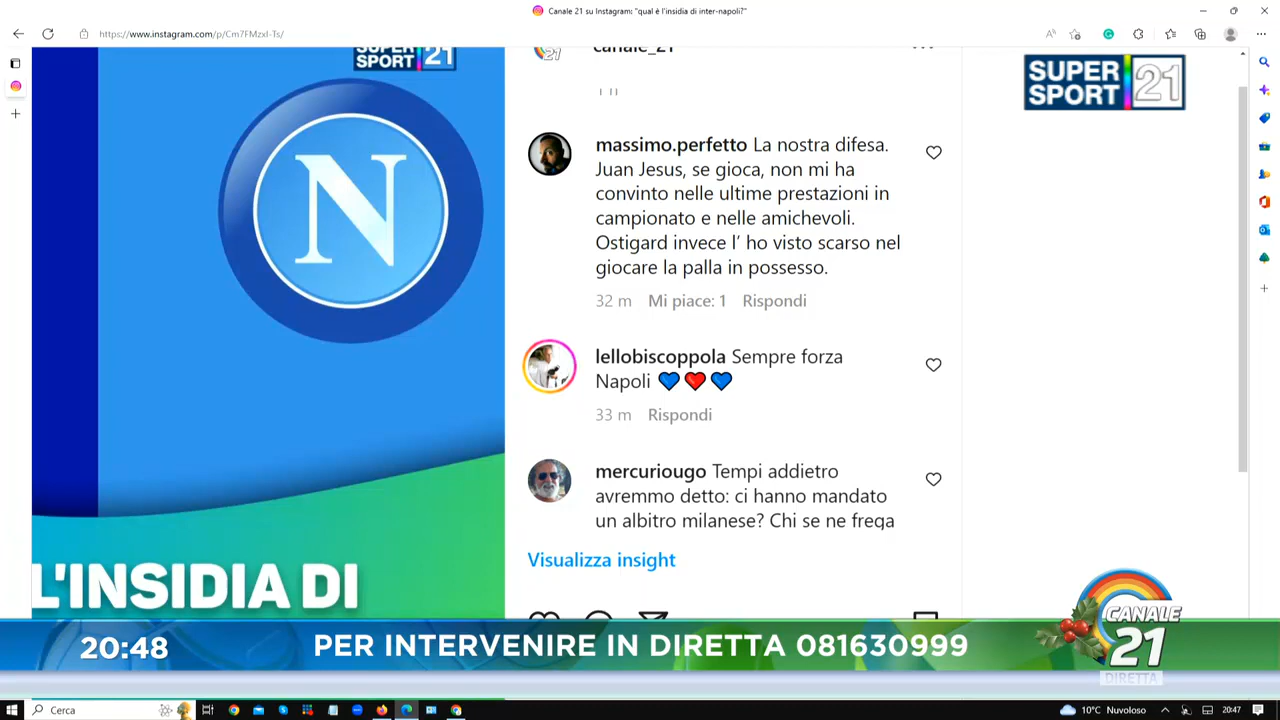 Canale 21 su Instagram: "qual è l'insidia di inter-napoli?"
https://www.instagram.com/p/Cm7FMzxI-Ts/
SUPER
SPORT 21
N
L'INSIDIA DI
canale_21
massimo.perfetto La nostra difesa.
Juan Jesus, se gioca, non mi ha
convinto nelle ultime prestazioni in
campionato e nelle amichevoli.
Ostigard invece l' ho visto scarso nel
giocare la palla in possesso.
32 m Mi piace: 1 Rispondi
lellobiscoppola Sempre forza
Napoli 💙❤️💙
33 m Rispondi
mercuriougo Tempi addietro
avremmo detto: ci hanno mandato
un albitro milanese? Chi se ne frega
Visualizza insight
SUPER
SPORT 21
20:48
PER INTERVENIRE IN DIRETTA 081630999
CANALE
21
DIRETTA
Cerca
10°C Nuvoloso
20:47